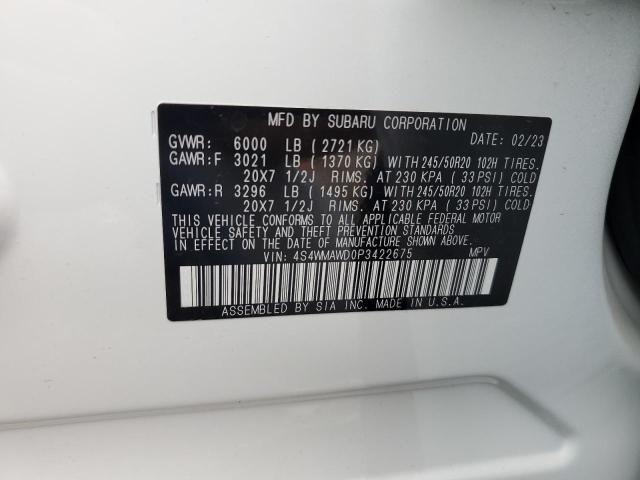 MFD BY SUBARU CORPORATION
GVWR: 6000 LB ( 2721 KG) DATE: 02/23
GAWR:F 3021 LB ( 1370 KG) WITH 245/50R20 102H TIRES.
20X7 1/2J RIMS. AT 230 KPA ( 33 PSI) COLD
GAWR:R 3296 LB ( 1495 KG) WITH 245/50R20 102H TIRES.
20X7 1/2J RIMS. AT 230 KPA ( 33 PSI) COLD
THIS VEHICLE CONFORMS TO ALL APPLICABLE FEDERAL MOTOR
VEHICLE SAFETY AND THEFT PREVENTION STANDARDS IN
EFFECT ON THE DATE OF MANUFACTURE SHOWN ABOVE.
VIN: 4S4WMAWD0P3422675 MPV
ASSEMBLED BY SIA INC. MADE IN U.S.A.